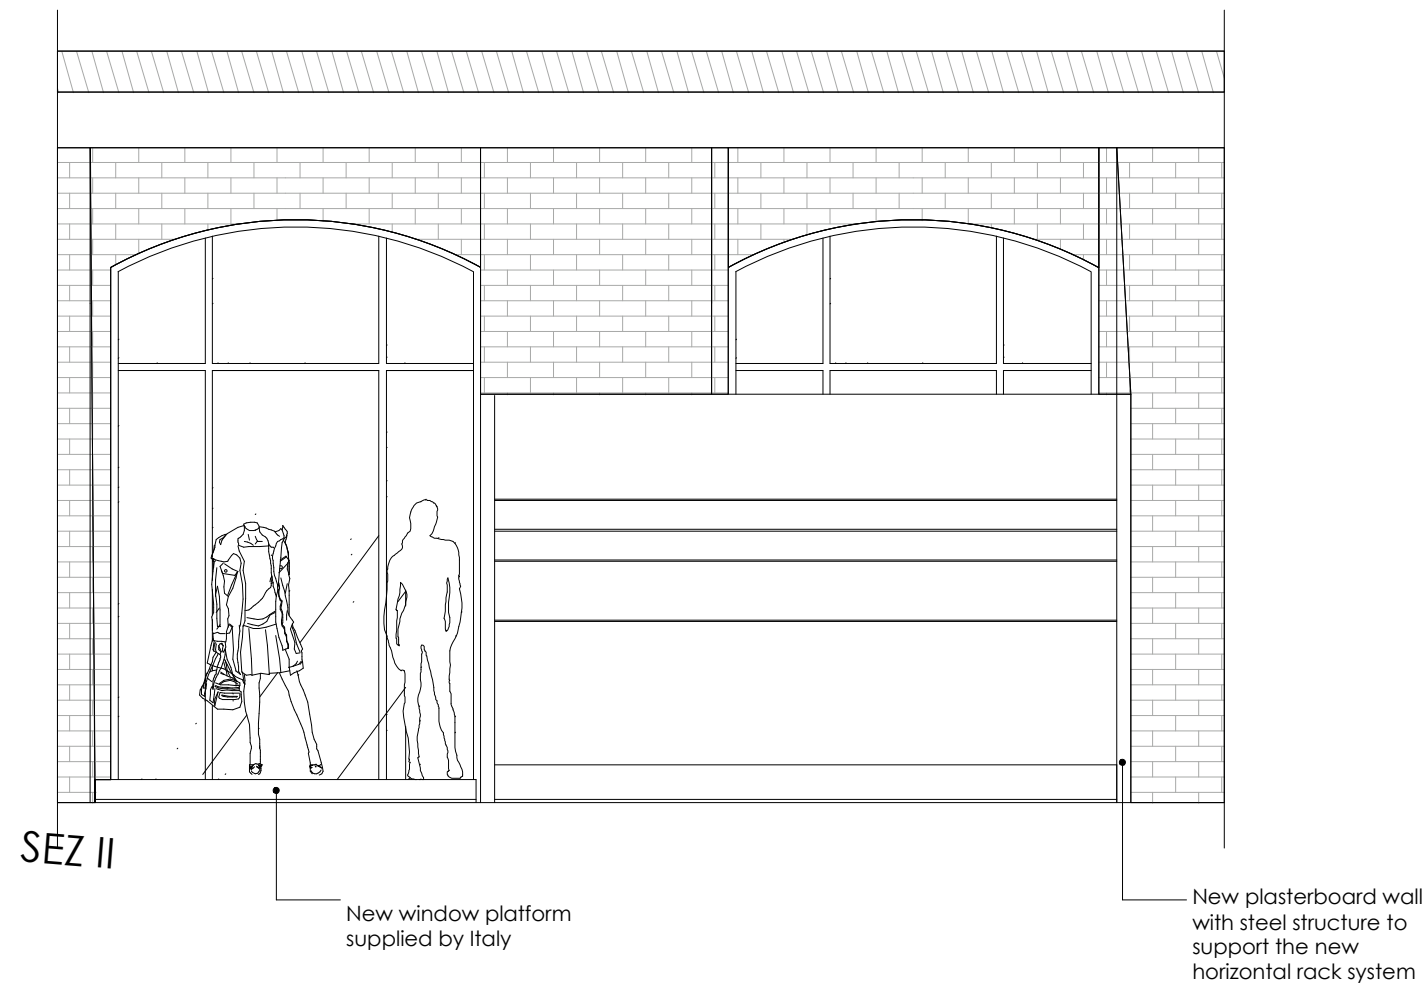 SEZ II
New window platform
supplied by Italy
New plasterboard wall
with steel structure to
support the new
horizontal rack system